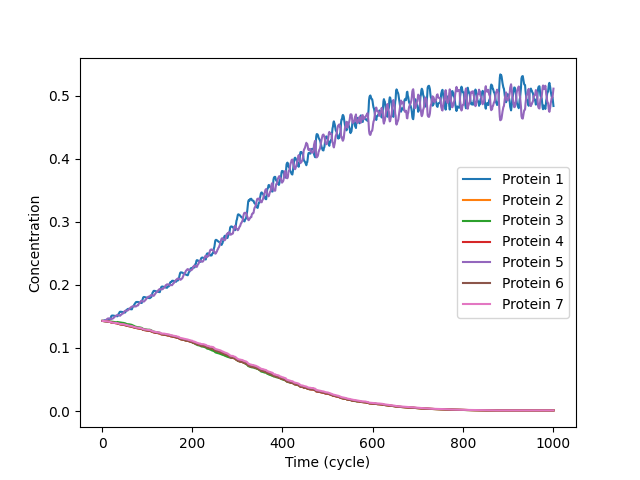 0.5
0.4
0.3
0.2
0.1
0.0
Concentration
0 200 400 600 800 1000
Time (cycle)
Protein 1
Protein 2
Protein 3
Protein 4
Protein 5
Protein 6
Protein 7